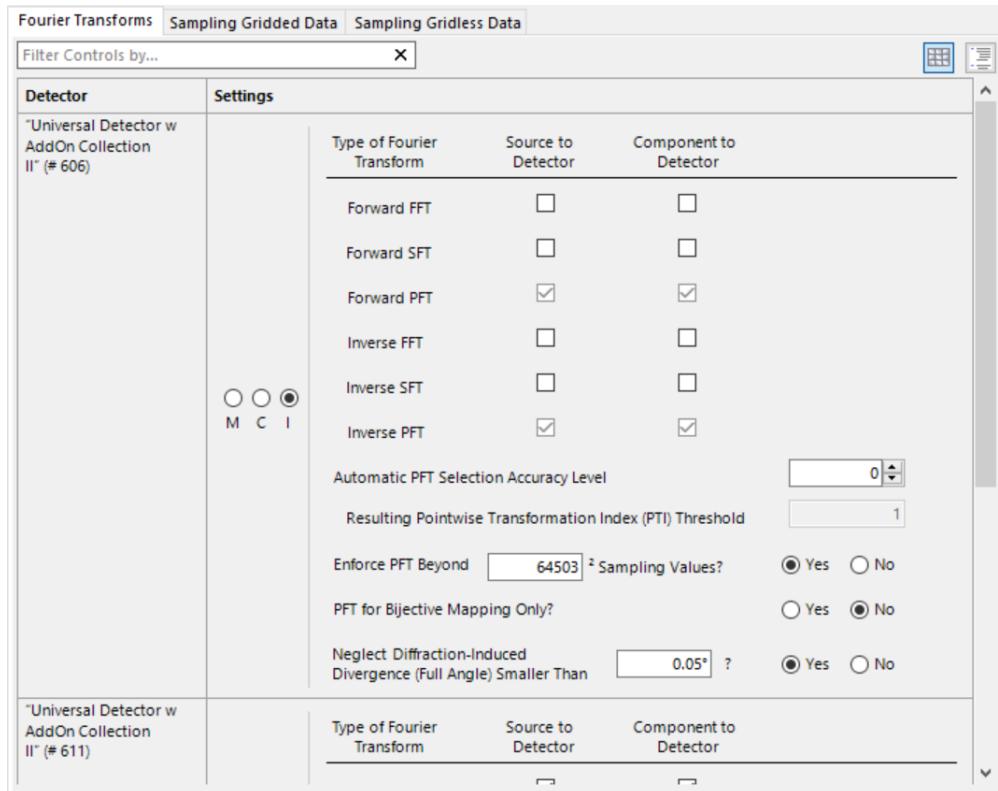 Fourier Transforms Sampling Gridded Data Sampling Gridless Data
Filter Controls by...
Detector Settings
"Universal Detector w
AddOn Collection
II" (# 606)
Type of Fourier
Transform
Source to
Detector
Component to
Detector
Forward FFT
Forward SFT
Forward PFT
Inverse FFT
Inverse SFT
M C I
Inverse PFT
Automatic PFT Selection Accuracy Level 0
Resulting Pointwise Transformation Index (PTI) Threshold 1
Enforce PFT Beyond 64503 ² Sampling Values? Yes No
PFT for Bijective Mapping Only? Yes No
Neglect Diffraction-Induced
Divergence (Full Angle) Smaller Than 0.05° ? Yes No
"Universal Detector w
AddOn Collection
II" (# 611)
Type of Fourier
Transform
Source to
Detector
Component to
Detector